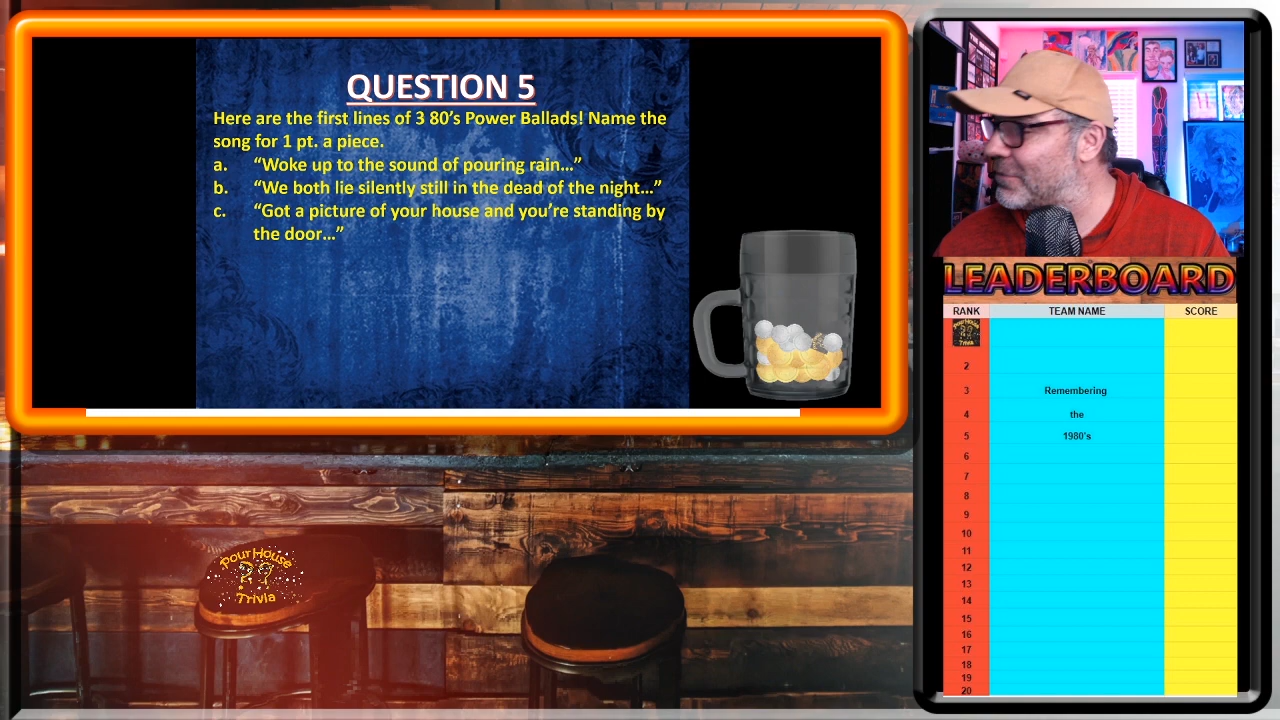 QUESTION 5
Here are the first lines of 3 80’s Power Ballads! Name the
song for 1 pt. a piece.
a. “Woke up to the sound of pouring rain…”
b. “We both lie silently still in the dead of the night…”
c. “Got a picture of your house and you’re standing by
the door…”
LEADERBOARD
RANK TEAM NAME SCORE
PourHouse
Trivia
2
3 Remembering
4 the
5 1980's
6
7
8
9
10
11
12
13
14
15
16
17
18
19
20
PourHouse
??
Trivia